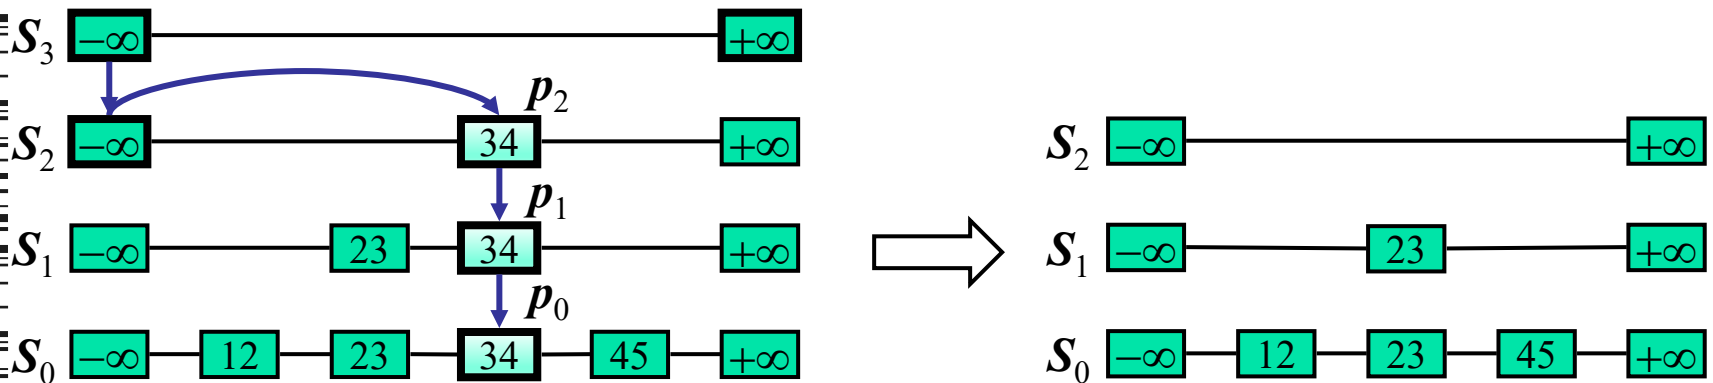 S₃ −∞ +∞
p₂
S₂ −∞ 34 +∞ S₂ −∞ +∞
p₁
S₁ −∞ 23 34 +∞ S₁ −∞ 23 +∞
p₀
S₀ −∞ 12 23 34 45 +∞ S₀ −∞ 12 23 45 +∞